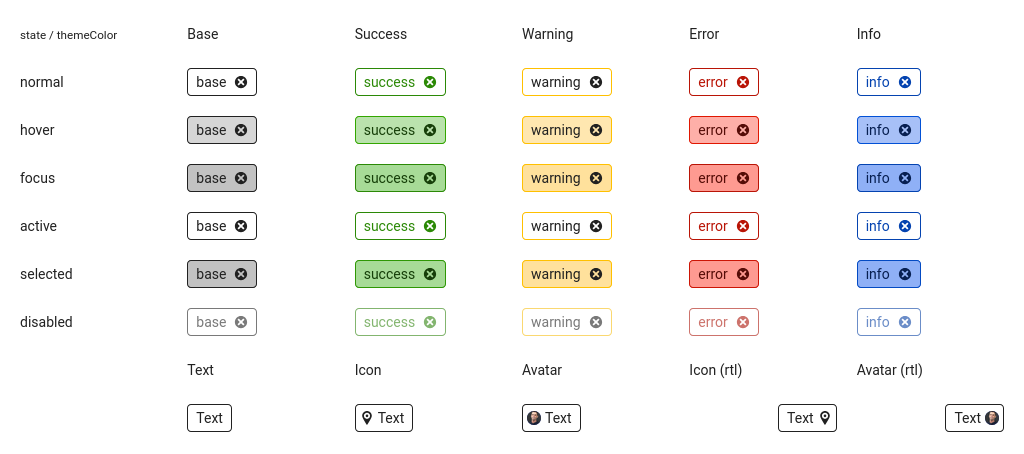 state / themeColor Base Success Warning Error Info
normal base success warning error info
hover base success warning error info
focus base success warning error info
active base success warning error info
selected base success warning error info
disabled base success warning error info
Text Icon Avatar Icon (rtl) Avatar (rtl)
Text Text Text Text Text